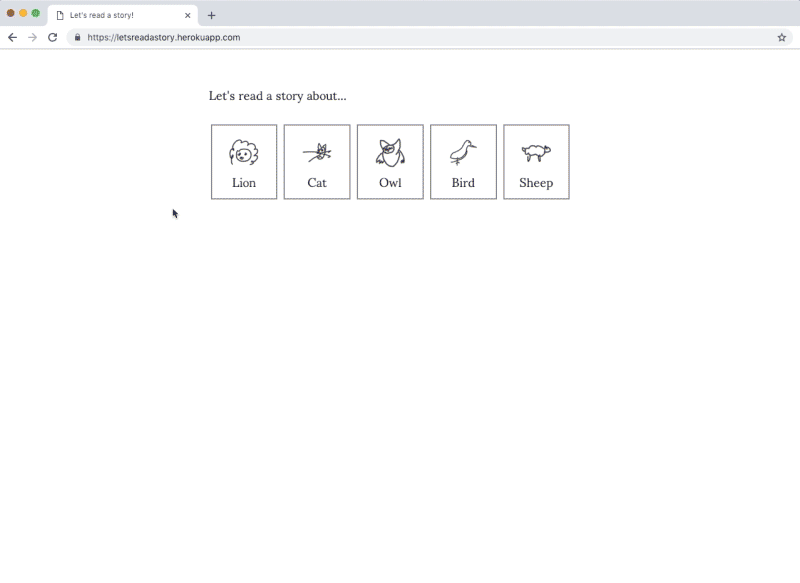 Let's read a story!
https://letsreadastory.herokuapp.com
Let's read a story about...
Lion Cat Owl Bird Sheep